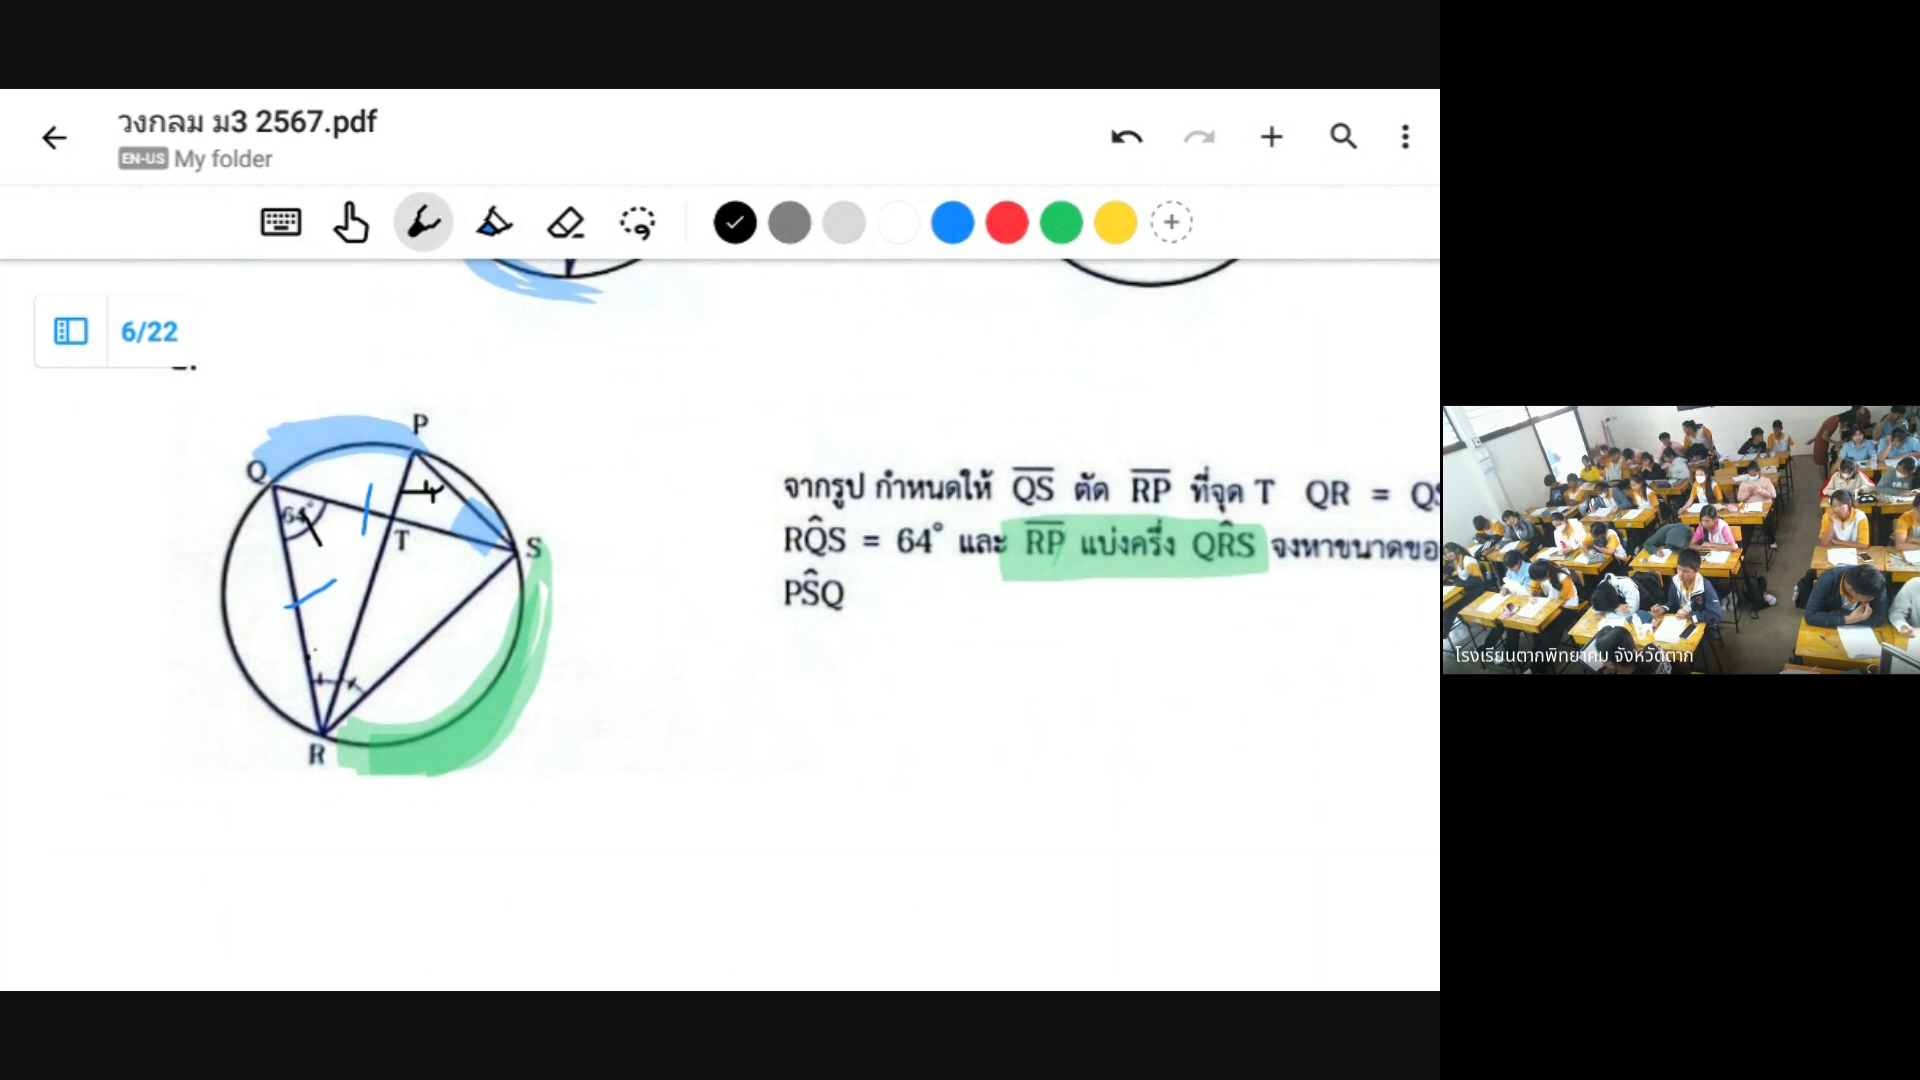 วงกลม ม3 2567.pdf
EN-US My folder
6/22
P
Q
64°
T
S
R
จากรูป กำหนดให้ QS ตัด RP ที่จุด T QR = QS
RQ̂S = 64° และ RP แบ่งครึ่ง QR̂S จงหาขนาดขอ
PŜQ
โรงเรียนตากพิทยาคม จังหวัดตาก